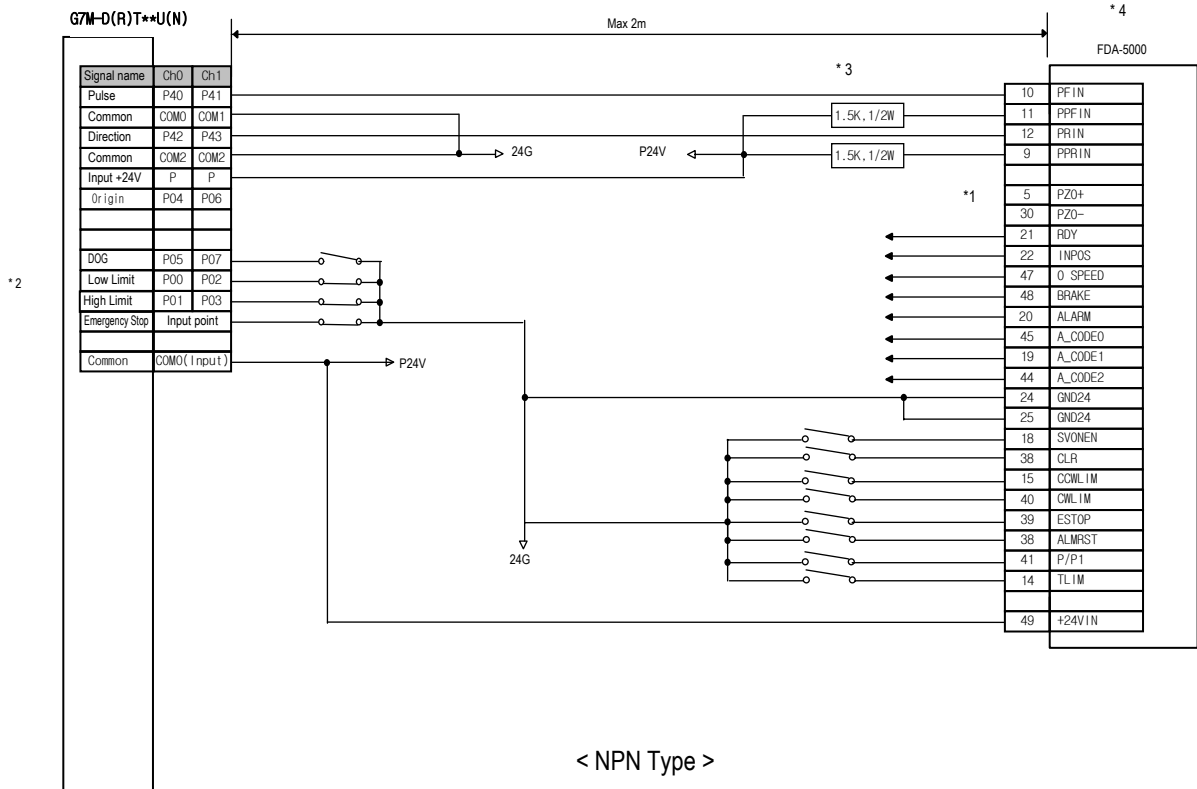 G7M-D(R)T**U(N)
Max 2m
* 4
FDA-5000
* 3
Signal name Ch0 Ch1
Pulse P40 P41
Common COM0 COM1
Direction P42 P43
Common COM2 COM2
Input +24V P P
Origin P04 P06
DOG P05 P07
Low Limit P00 P02
High Limit P01 P03
Emergency Stop Input point
Common COM0(Input)
* 2
24G
P24V
1.5K,1/2W
1.5K,1/2W
*1
P24V
24G
10 PFIN
11 PPFIN
12 PRIN
9 PPRIN
5 PZO+
30 PZO-
21 RDY
22 INPOS
47 0 SPEED
48 BRAKE
20 ALARM
45 A_CODE0
19 A_CODE1
44 A_CODE2
24 GND24
25 GND24
18 SVONEN
38 CLR
15 CCWLIM
40 CWLIM
39 ESTOP
38 ALMRST
41 P/P1
14 TLIM
49 +24VIN
< NPN Type >